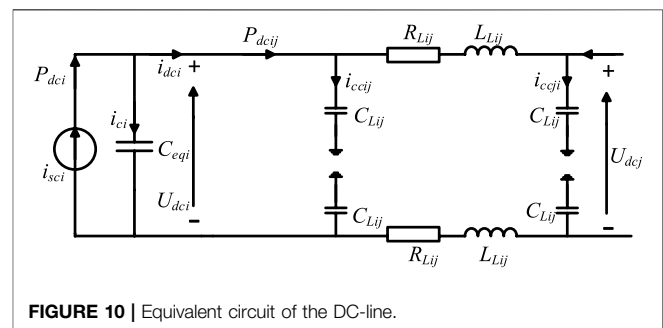 P_dcij
R_Lij
L_Lij
P_dci
i_dci
+
i_ccij
i_ccji
+
i_ci
C_Lij
C_Lij
i_sci
C_eqi
U_dci
U_dcj
-
C_Lij
C_Lij
-
R_Lij
L_Lij
FIGURE 10 | Equivalent circuit of the DC-line.